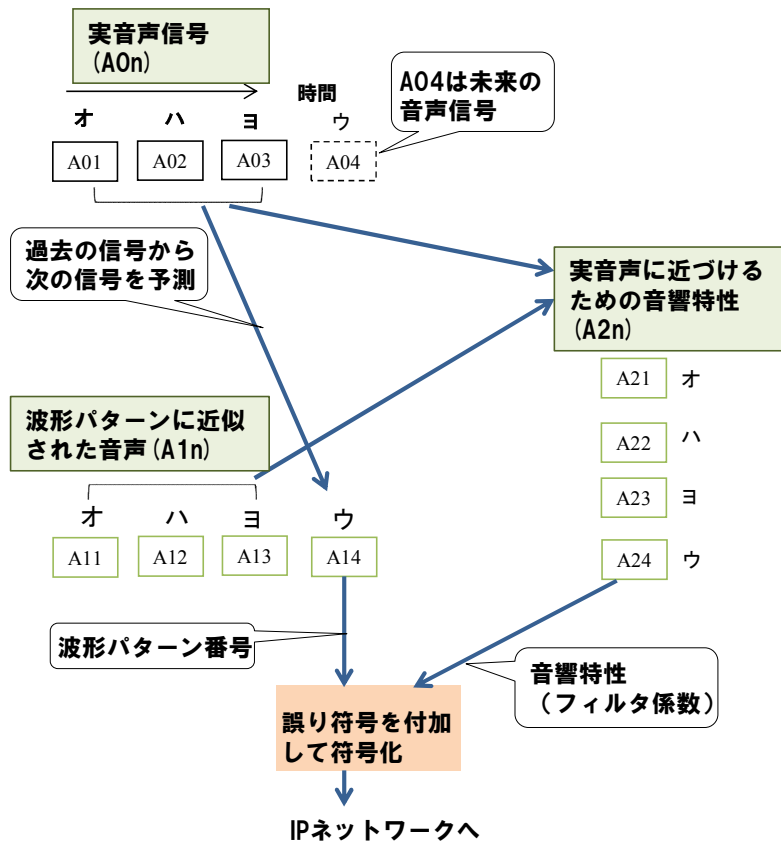 実音声信号
(A0n)
時間
A04は未来の
音声信号
オ ハ ヨ ウ
A01 A02 A03 A04
過去の信号から
次の信号を予測
実音声に近づける
ための音響特性
(A2n)
A21 オ
A22 ハ
A23 ヨ
A24 ウ
波形パターンに近似
された音声(A1n)
オ ハ ヨ ウ
A11 A12 A13 A14
波形パターン番号
音響特性
(フィルタ係数)
誤り符号を付加
して符号化
IPネットワークへ